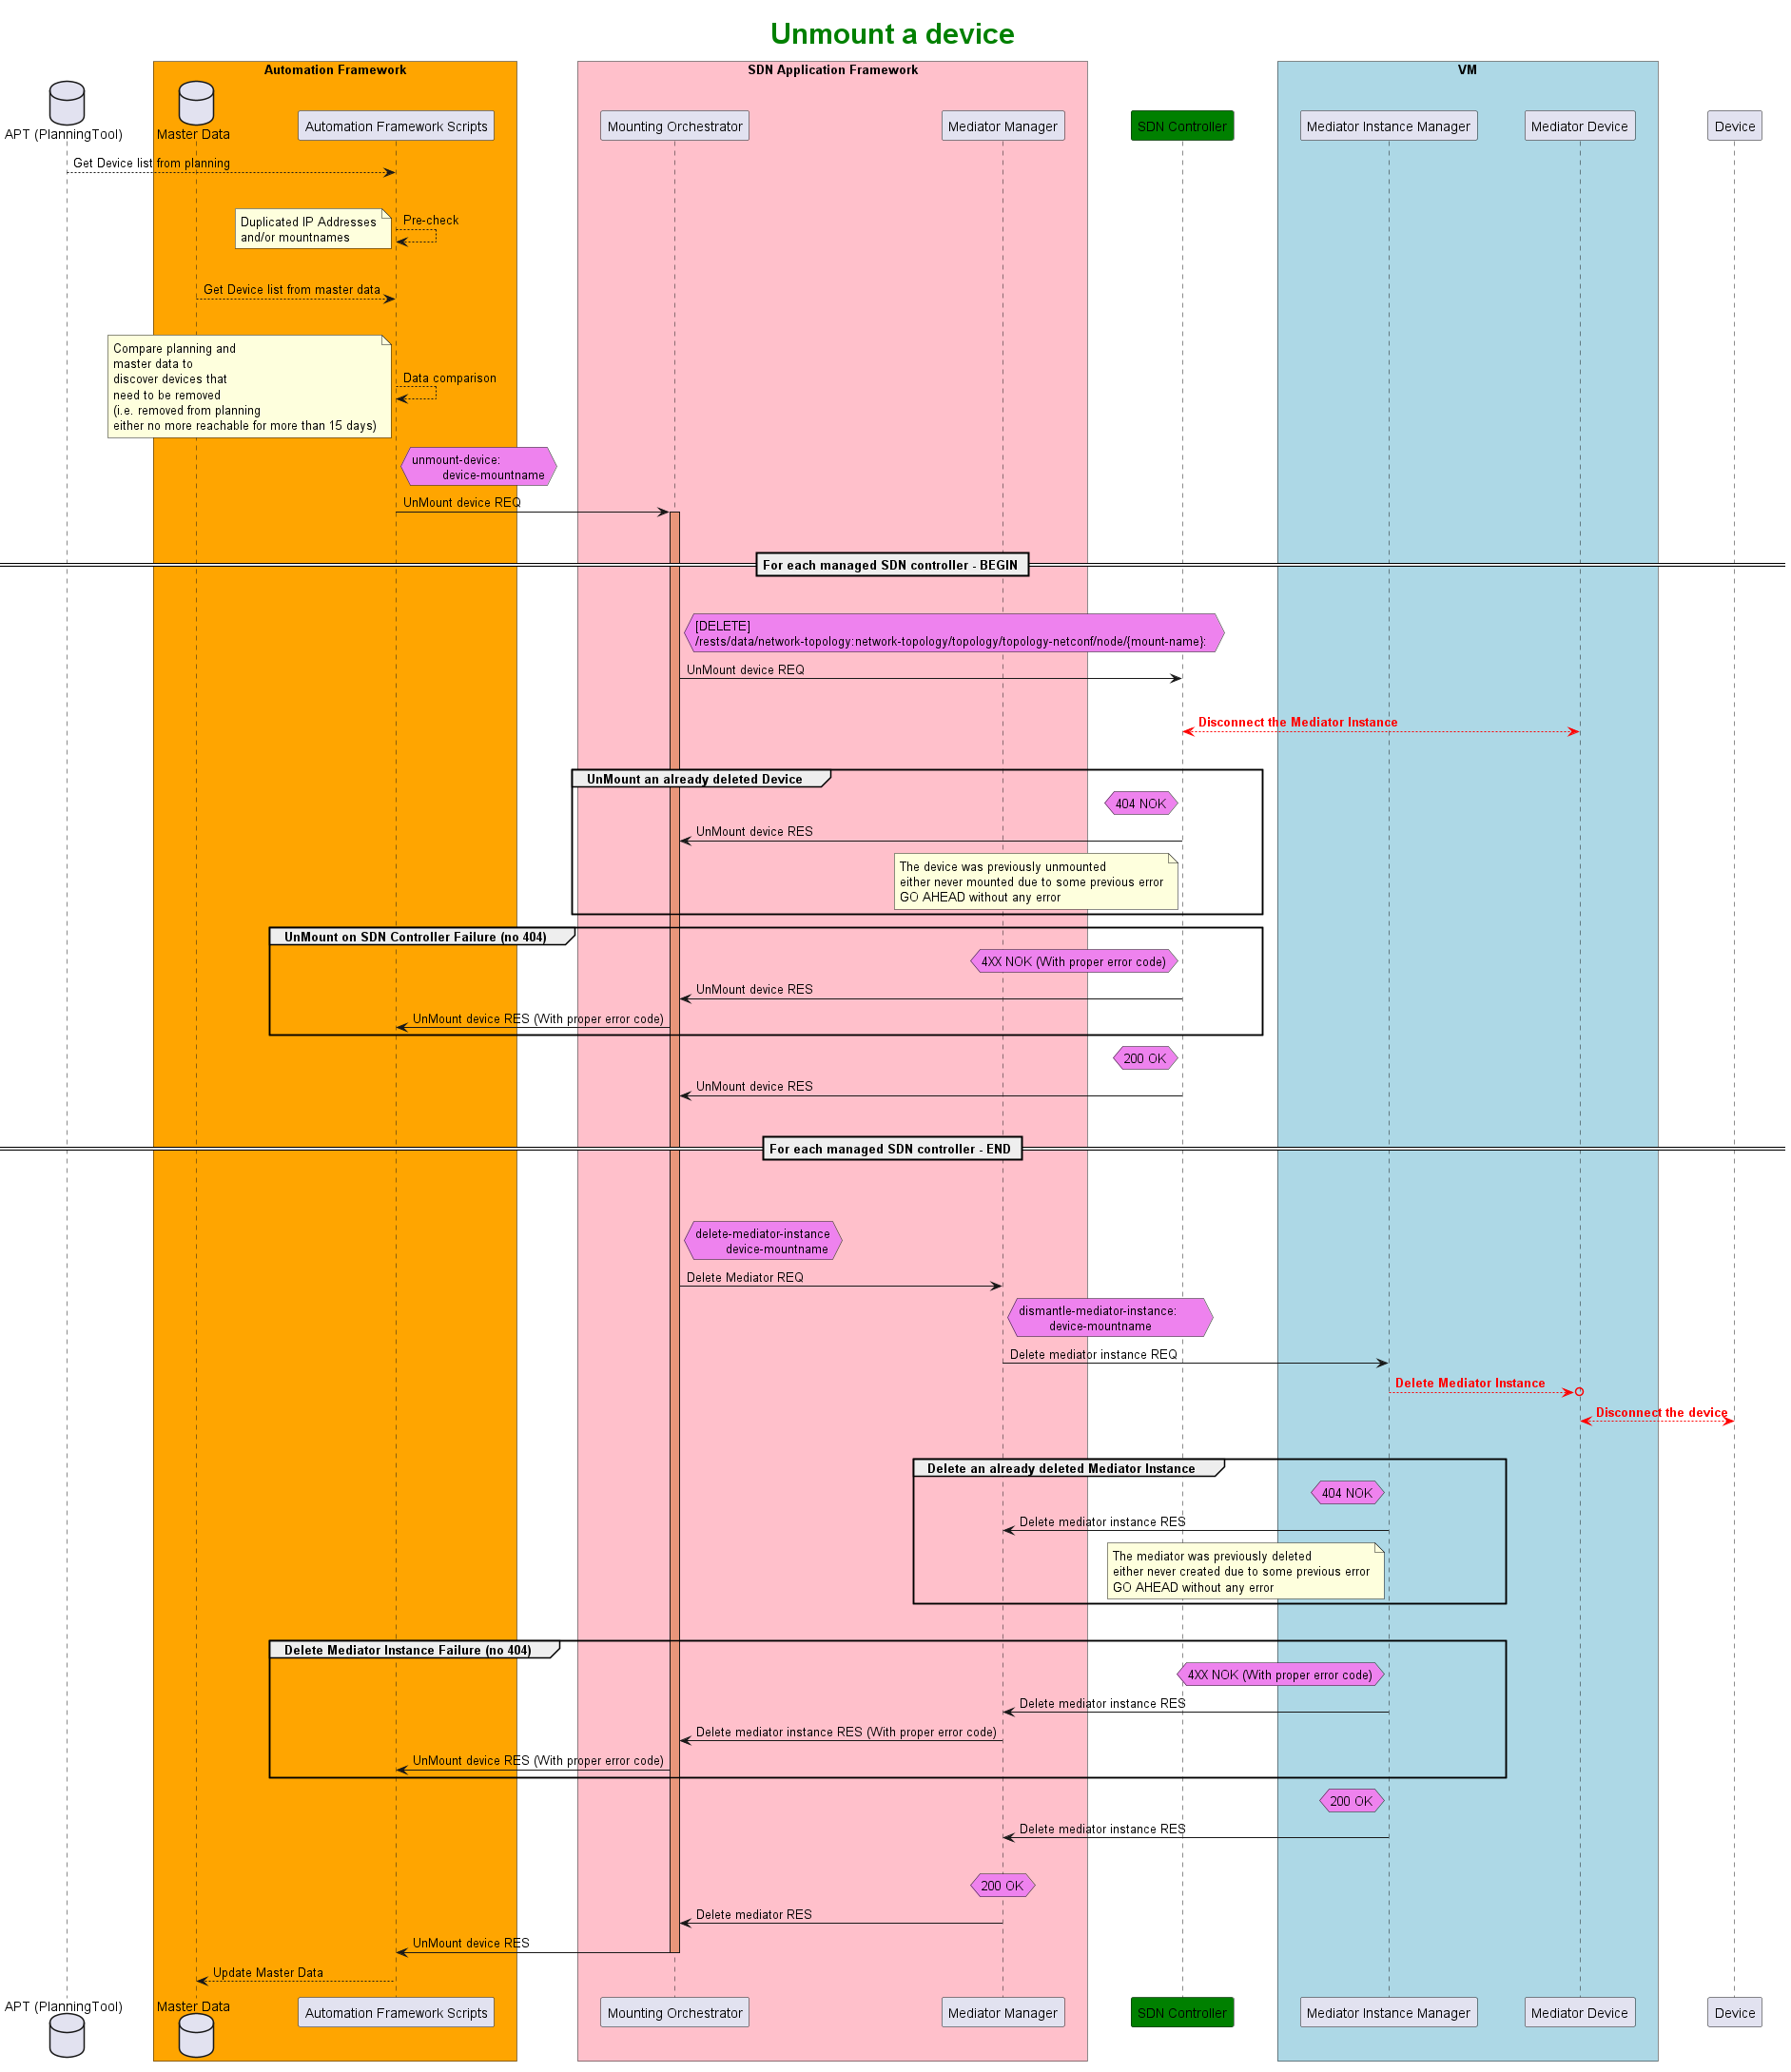 Unmount a device
Automation Framework
SDN Application Framework
VM
APT (PlanningTool)
Master Data
Automation Framework Scripts
Mounting Orchestrator
Mediator Manager
SDN Controller
Mediator Instance Manager
Mediator Device
Device
Get Device list from planning
Duplicated IP Addresses
and/or mountnames
Pre-check
Get Device list from master data
Compare planning and
master data to
discover devices that
need to be removed
(i.e. removed from planning
either no more reachable for more than 15 days)
Data comparison
unmount-device:
device-mountname
UnMount device REQ
For each managed SDN controller - BEGIN
[DELETE]
/rests/data/network-topology:network-topology/topology/topology-netconf/node/{mount-name}:
UnMount device REQ
Disconnect the Mediator Instance
UnMount an already deleted Device
404 NOK
UnMount device RES
The device was previously unmounted
either never mounted due to some previous error
GO AHEAD without any error
UnMount on SDN Controller Failure (no 404)
4XX NOK (With proper error code)
UnMount device RES
UnMount device RES (With proper error code)
200 OK
UnMount device RES
For each managed SDN controller - END
delete-mediator-instance
device-mountname
Delete Mediator REQ
dismantle-mediator-instance:
device-mountname
Delete mediator instance REQ
Delete Mediator Instance
Disconnect the device
Delete an already deleted Mediator Instance
404 NOK
Delete mediator instance RES
The mediator was previously deleted
either never created due to some previous error
GO AHEAD without any error
Delete Mediator Instance Failure (no 404)
4XX NOK (With proper error code)
Delete mediator instance RES
Delete mediator instance RES (With proper error code)
UnMount device RES (With proper error code)
200 OK
Delete mediator instance RES
200 OK
Delete mediator RES
UnMount device RES
Update Master Data
APT (PlanningTool)
Master Data
Automation Framework Scripts
Mounting Orchestrator
Mediator Manager
SDN Controller
Mediator Instance Manager
Mediator Device
Device